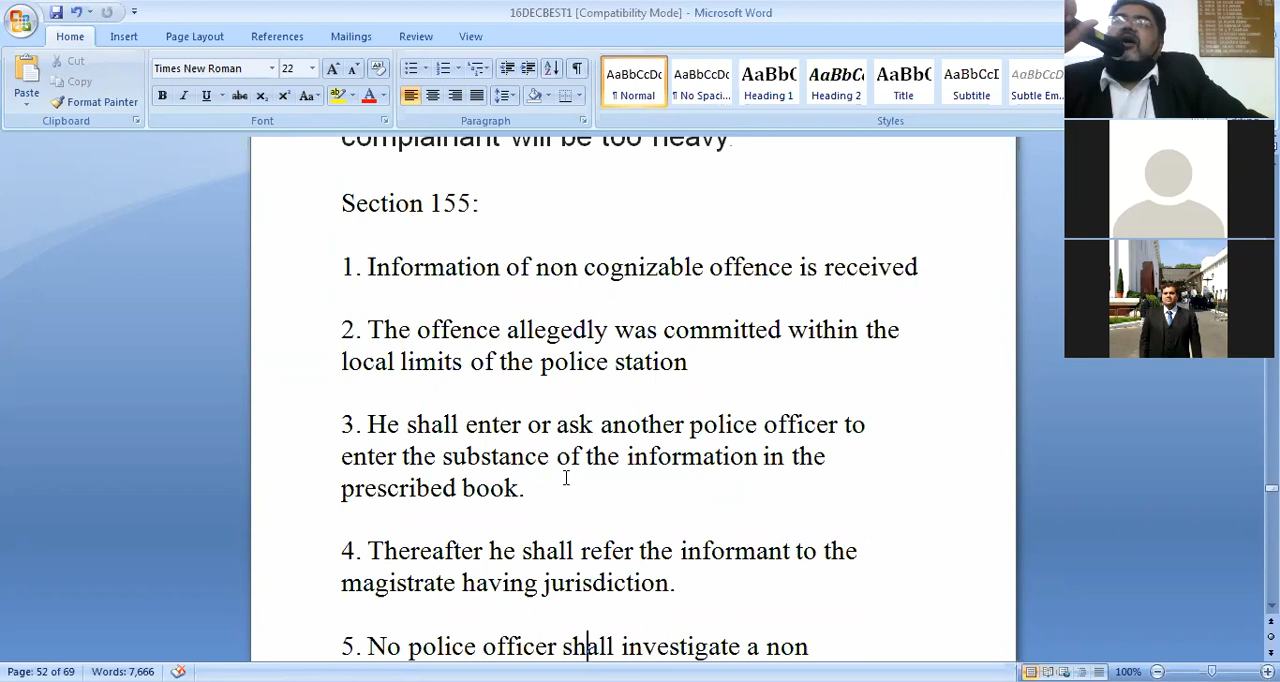 16DECBEST1 [Compatibility Mode] - Microsoft Word
Home Insert Page Layout References Mailings Review View
Paste
Cut
Copy
Format Painter
Clipboard
Times New Roman 22
Font
Paragraph
AaBbCcDc AaBbCcDc AaBbC AaBbC AaBbC AaBbCcI AaBbCcD
¶ Normal ¶ No Spaci... Heading 1 Heading 2 Title Subtitle Subtle Em...
Styles
complainant will be too heavy.
Section 155:
1. Information of non cognizable offence is received
2. The offence allegedly was committed within the
local limits of the police station
3. He shall enter or ask another police officer to
enter the substance of the information in the
prescribed book.
4. Thereafter he shall refer the informant to the
magistrate having jurisdiction.
5. No police officer shall investigate a non
Page: 52 of 69 Words: 7,666 100%